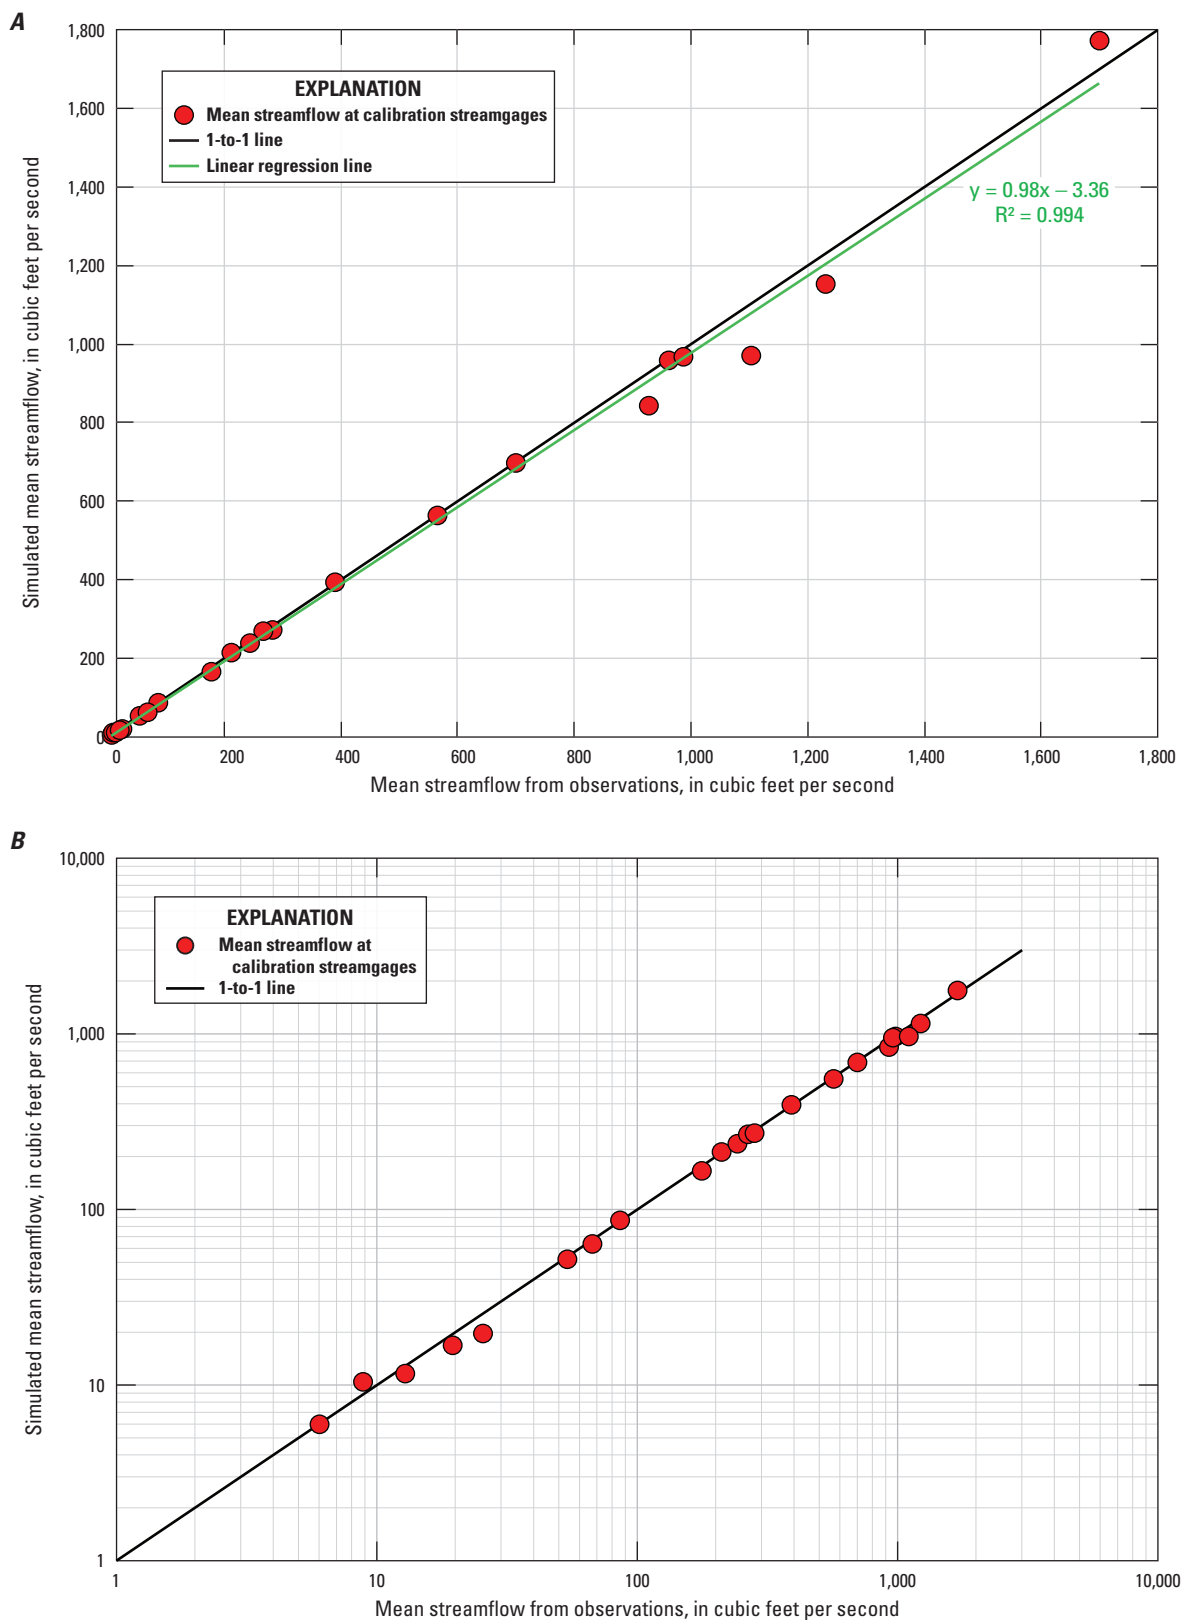 A
1,800
1,600
1,400
1,200
1,000
800
600
400
200
0
Simulated mean streamflow, in cubic feet per second
EXPLANATION
Mean streamflow at calibration streamgages
1-to-1 line
Linear regression line
y = 0.98x – 3.36
R² = 0.994
0 200 400 600 800 1,000 1,200 1,400 1,600 1,800
Mean streamflow from observations, in cubic feet per second
B
10,000
1,000
100
10
1
Simulated mean streamflow, in cubic feet per second
EXPLANATION
Mean streamflow at
calibration streamgages
1-to-1 line
1 10 100 1,000 10,000
Mean streamflow from observations, in cubic feet per second